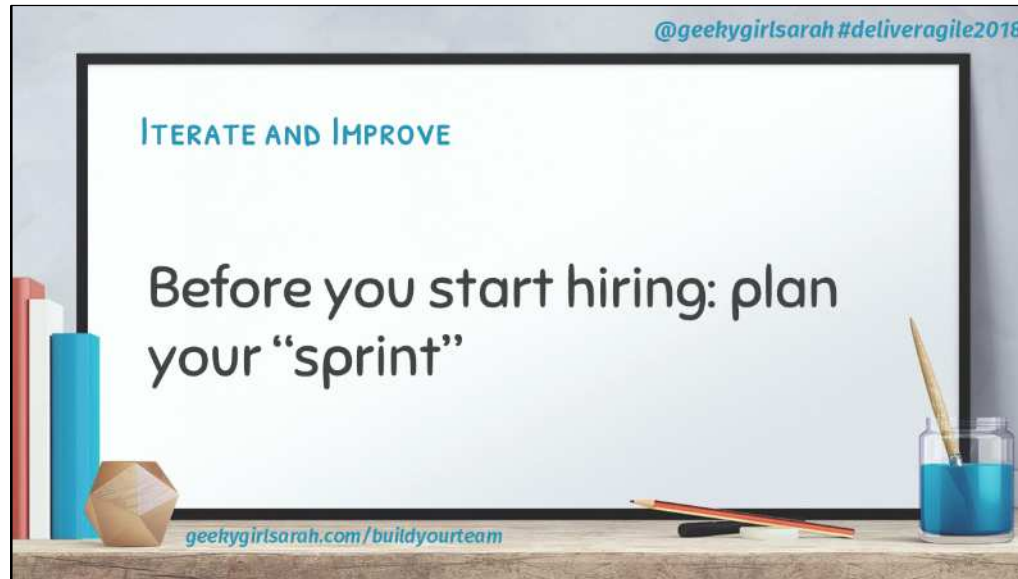 @geekygirlsarah #deliveragile2018
ITERATE AND IMPROVE
Before you start hiring: plan
your “sprint”
geekygirlsarah.com/buildyourteam